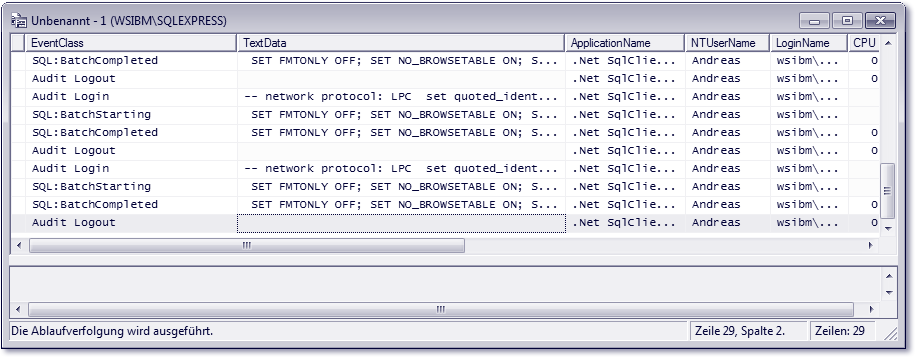 Unbenannt - 1 (WSIBM\SQLEXPRESS)
EventClass TextData ApplicationName NTUserName LoginName CPU
SQL:BatchCompleted SET FMTONLY OFF; SET NO_BROWSETABLE ON; S... .Net SqlClie... Andreas wsibm\... 0
Audit Logout .Net SqlClie... Andreas wsibm\... 0
Audit Login -- network protocol: LPC set quoted_ident... .Net SqlClie... Andreas wsibm\...
SQL:BatchStarting SET FMTONLY OFF; SET NO_BROWSETABLE ON; S... .Net SqlClie... Andreas wsibm\...
SQL:BatchCompleted SET FMTONLY OFF; SET NO_BROWSETABLE ON; S... .Net SqlClie... Andreas wsibm\... 0
Audit Logout .Net SqlClie... Andreas wsibm\... 0
Audit Login -- network protocol: LPC set quoted_ident... .Net SqlClie... Andreas wsibm\...
SQL:BatchStarting SET FMTONLY OFF; SET NO_BROWSETABLE ON; S... .Net SqlClie... Andreas wsibm\...
SQL:BatchCompleted SET FMTONLY OFF; SET NO_BROWSETABLE ON; S... .Net SqlClie... Andreas wsibm\... 0
Audit Logout .Net SqlClie... Andreas wsibm\... 0
Die Ablaufverfolgung wird ausgeführt. Zeile 29, Spalte 2. Zeilen: 29